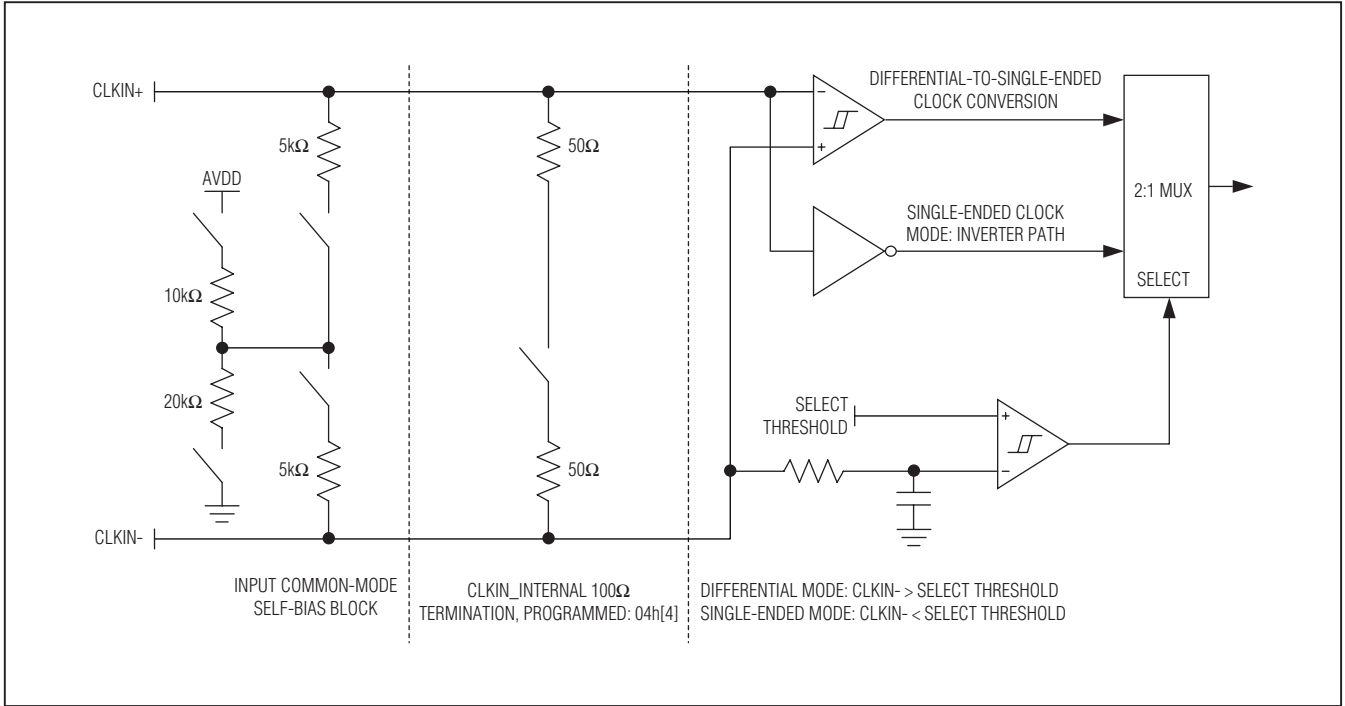 CLKIN+
5kΩ
AVDD
10kΩ
20kΩ
5kΩ
CLKIN-
INPUT COMMON-MODE
SELF-BIAS BLOCK
50Ω
50Ω
CLKIN_INTERNAL 100Ω
TERMINATION, PROGRAMMED: 04h[4]
−
+
DIFFERENTIAL-TO-SINGLE-ENDED
CLOCK CONVERSION
SINGLE-ENDED CLOCK
MODE: INVERTER PATH
2:1 MUX
SELECT
SELECT
THRESHOLD
+
−
DIFFERENTIAL MODE: CLKIN- > SELECT THRESHOLD
SINGLE-ENDED MODE: CLKIN- < SELECT THRESHOLD